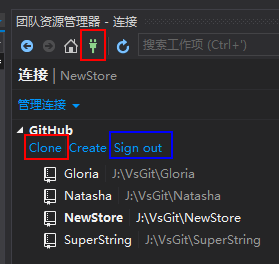 团队资源管理器 - 连接
搜索工作项 (Ctrl+')
连接 | NewStore
管理连接
GitHub
Clone Create Sign out
Gloria | J:\VsGit\Gloria
Natasha | J:\VsGit\Natasha
NewStore | J:\VsGit\NewStore
SuperString | J:\VsGit\SuperString